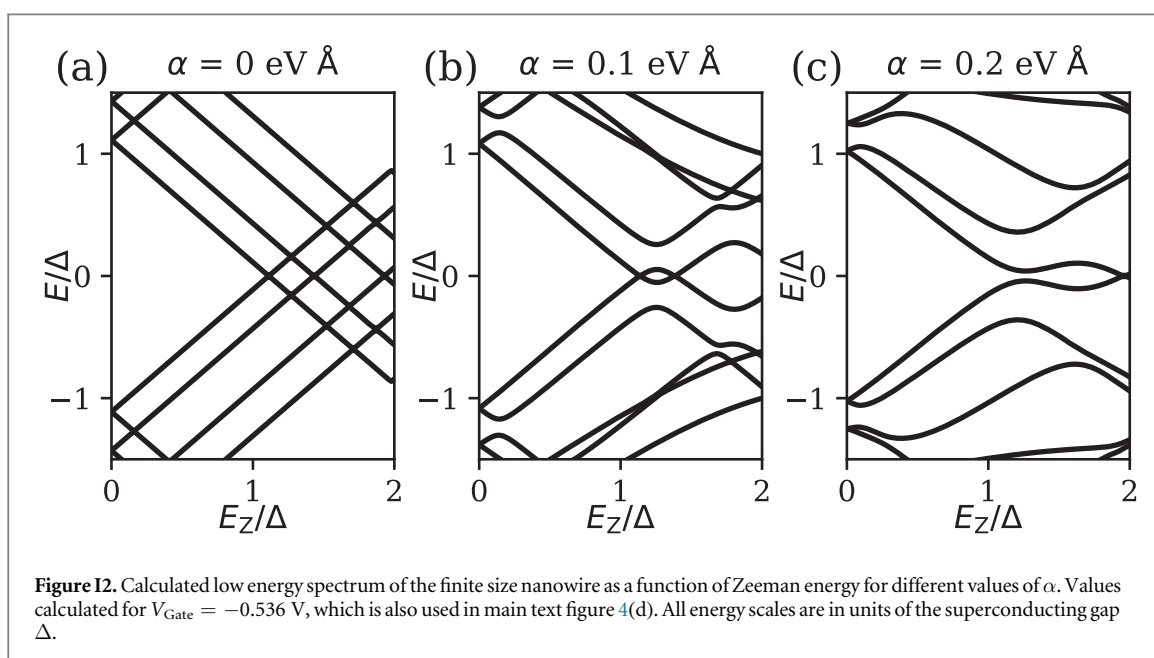 (a) α = 0 eV Å (b) α = 0.1 eV Å (c) α = 0.2 eV Å
1 1 1
E/Δ 0 E/Δ 0 E/Δ 0
−1 −1 −1
0 1 2 0 1 2 0 1 2
E_Z/Δ E_Z/Δ E_Z/Δ
Figure I2. Calculated low energy spectrum of the finite size nanowire as a function of Zeeman energy for different values of α. Values
calculated for V_Gate = −0.536 V, which is also used in main text figure 4(d). All energy scales are in units of the superconducting gap
Δ.